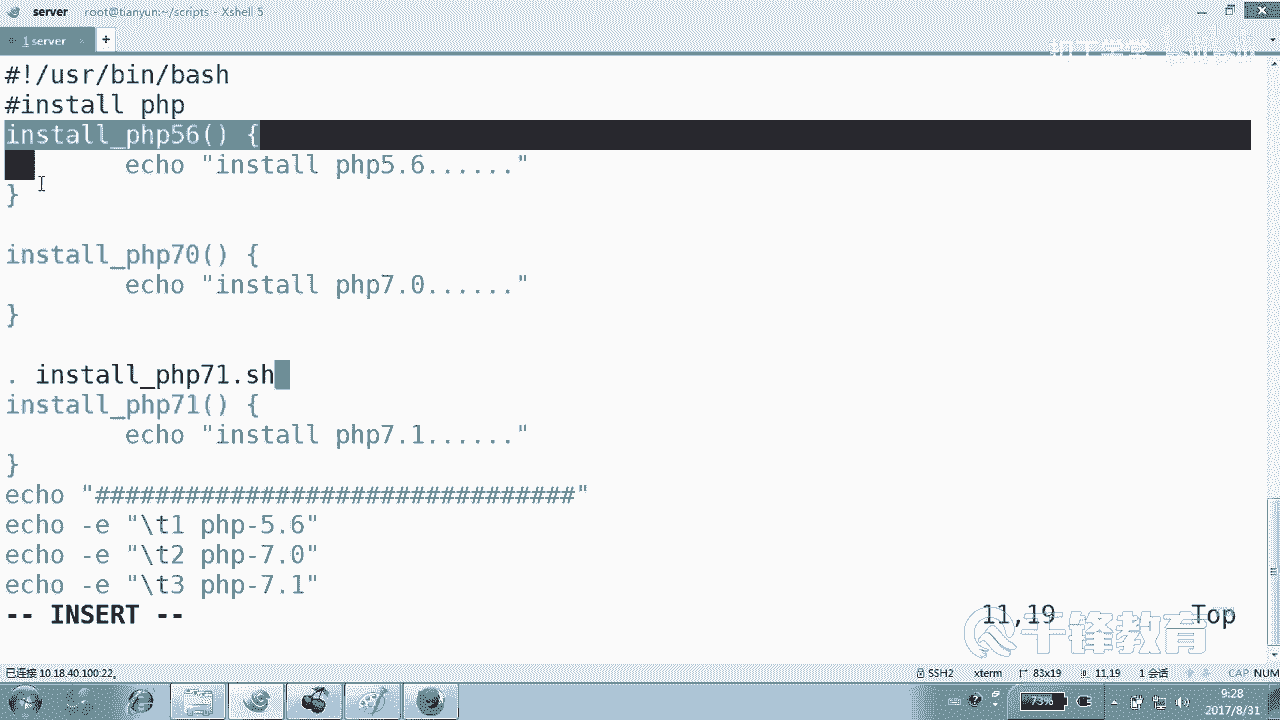 server root@tianyun:~/scripts - Xshell 5
1 server
#!/usr/bin/bash
#install php
install_php56() {
echo "install php5.6......"
}
install_php70() {
echo "install php7.0......"
}
. install_php71.sh
install_php71() {
echo "install php7.1......"
}
echo "################################"
echo -e "\t1 php-5.6"
echo -e "\t2 php-7.0"
echo -e "\t3 php-7.1"
-- INSERT -- 11,19 Top
千锋教育
已连接 10.18.40.100:22。 SSH2 xterm 83x19 11,19 1 会话 CAP NUM
73% 9:28
2017/8/31